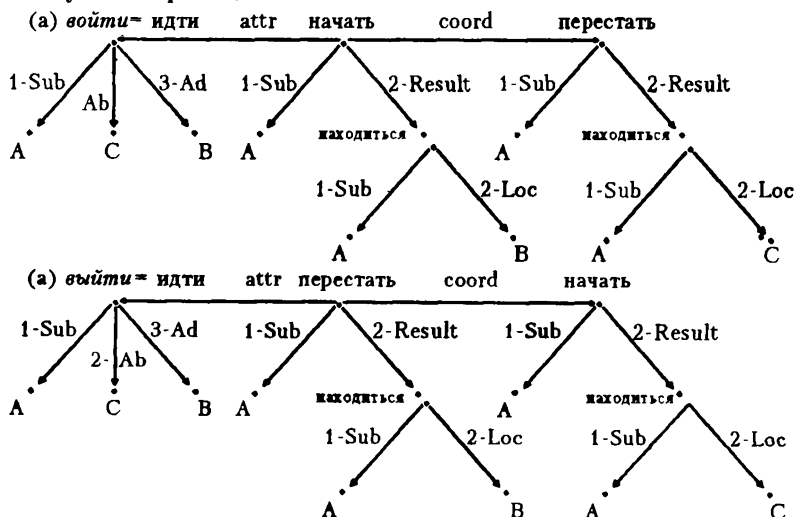 (а) войти= идти attr начать coord перестать
1-Sub Ab 3-Ad 1-Sub 2-Result 1-Sub 2-Result
A C B A находиться A находиться
1-Sub 2-Loc 1-Sub 2-Loc
A B A C
(а) выйти= идти attr перестать coord начать
1-Sub 2-Ab 3-Ad 1-Sub 2-Result 1-Sub 2-Result
A C B A находиться A находиться
1-Sub 2-Loc 1-Sub 2-Loc
A B A C